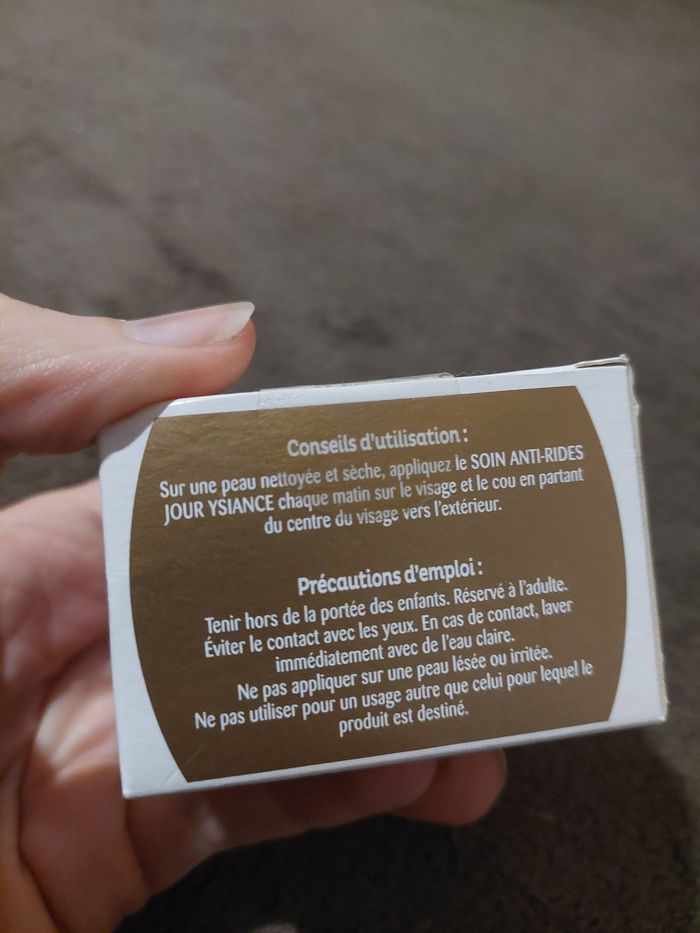 Conseils d'utilisation :
Sur une peau nettoyée et sèche, appliquez le SOIN ANTI-RIDES
JOUR YSIANCE chaque matin sur le visage et le cou en partant
du centre du visage vers l'extérieur.
Précautions d'emploi :
Tenir hors de la portée des enfants. Réservé à l'adulte.
Éviter le contact avec les yeux. En cas de contact, laver
immédiatement avec de l'eau claire.
Ne pas appliquer sur une peau lésée ou irritée.
Ne pas utiliser pour un usage autre que celui pour lequel le
produit est destiné.